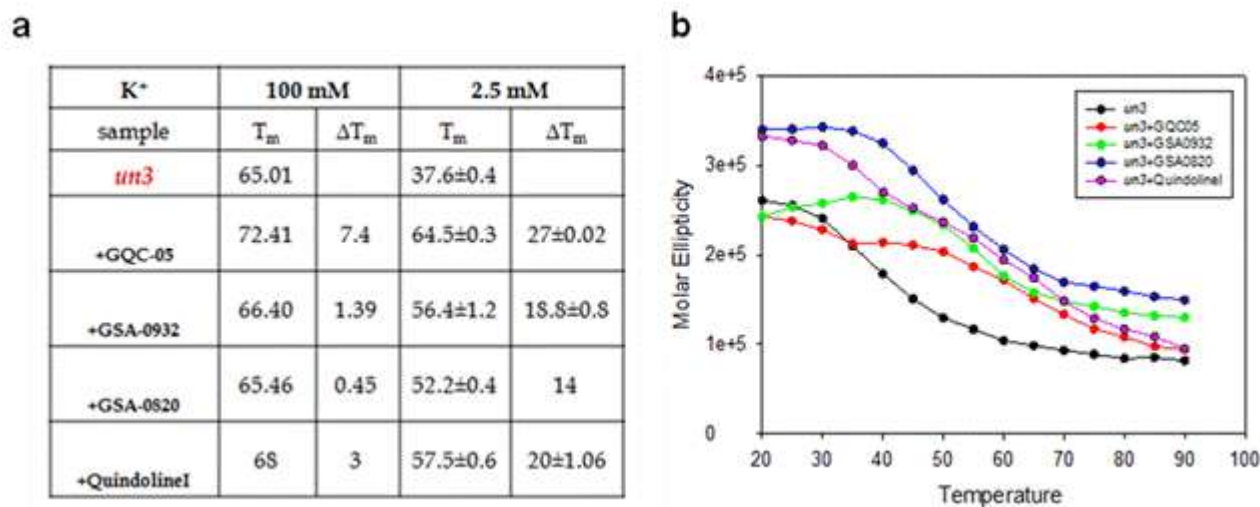 a
K⁺ 100 mM 2.5 mM
sample Tm ΔTm Tm ΔTm
un3 65.01 37.6±0.4
+GQC-05 72.41 7.4 64.5±0.3 27±0.02
+GSA-0932 66.40 1.39 56.4±1.2 18.8±0.8
+GSA-0820 65.46 0.45 52.2±0.4 14
+QuindolineI 68 3 57.5±0.6 20±1.06
b
Molar Ellipticity
4e+5
3e+5
2e+5
1e+5
0
un3
un3+GQC05
un3+GSA0932
un3+GSA0820
un3+QuindolineI
20 30 40 50 60 70 80 90 100
Temperature